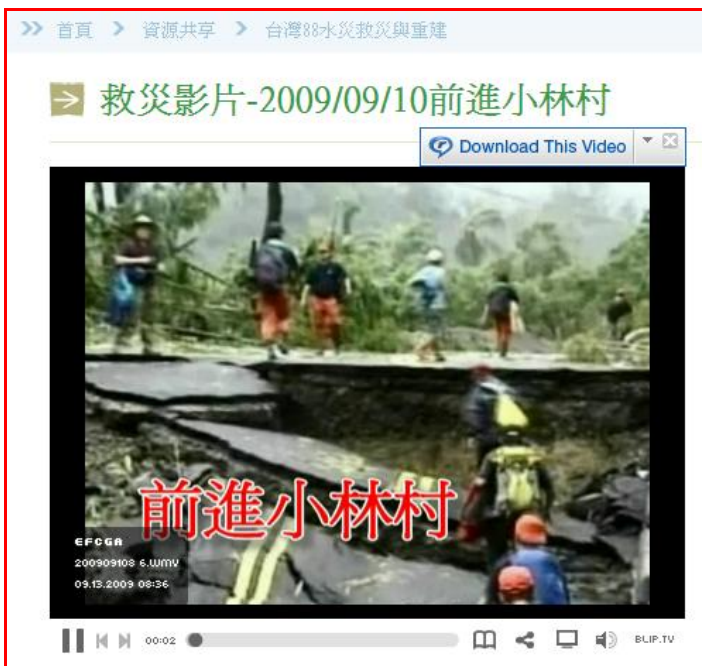 首頁 資源共享 台灣88水災救災與重建
救災影片-2009/09/10前進小林村
Download This Video
前進小林村
EFCGA
200909108 6.WMV
09.13.2009 08:36
00:02
BLIP.TV